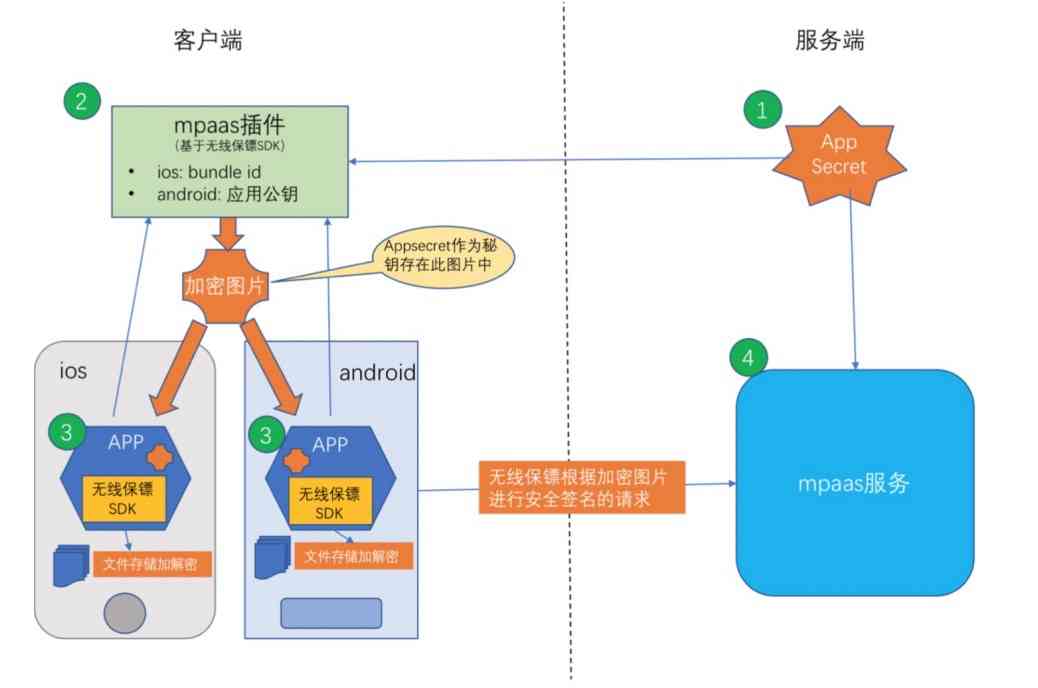 客户端
服务端
2
mpaas插件
(基于无线保镖SDK)
• ios: bundle id
• android: 应用公钥
1
App
Secret
Appsecret作为秘
钥存在此图片中
加密图片
ios
android
4
3
APP
无线保镖
SDK
文件存储加解密
3
APP
无线保镖
SDK
文件存储加解密
无线保镖根据加密图片
进行安全签名的请求
mpaas服务